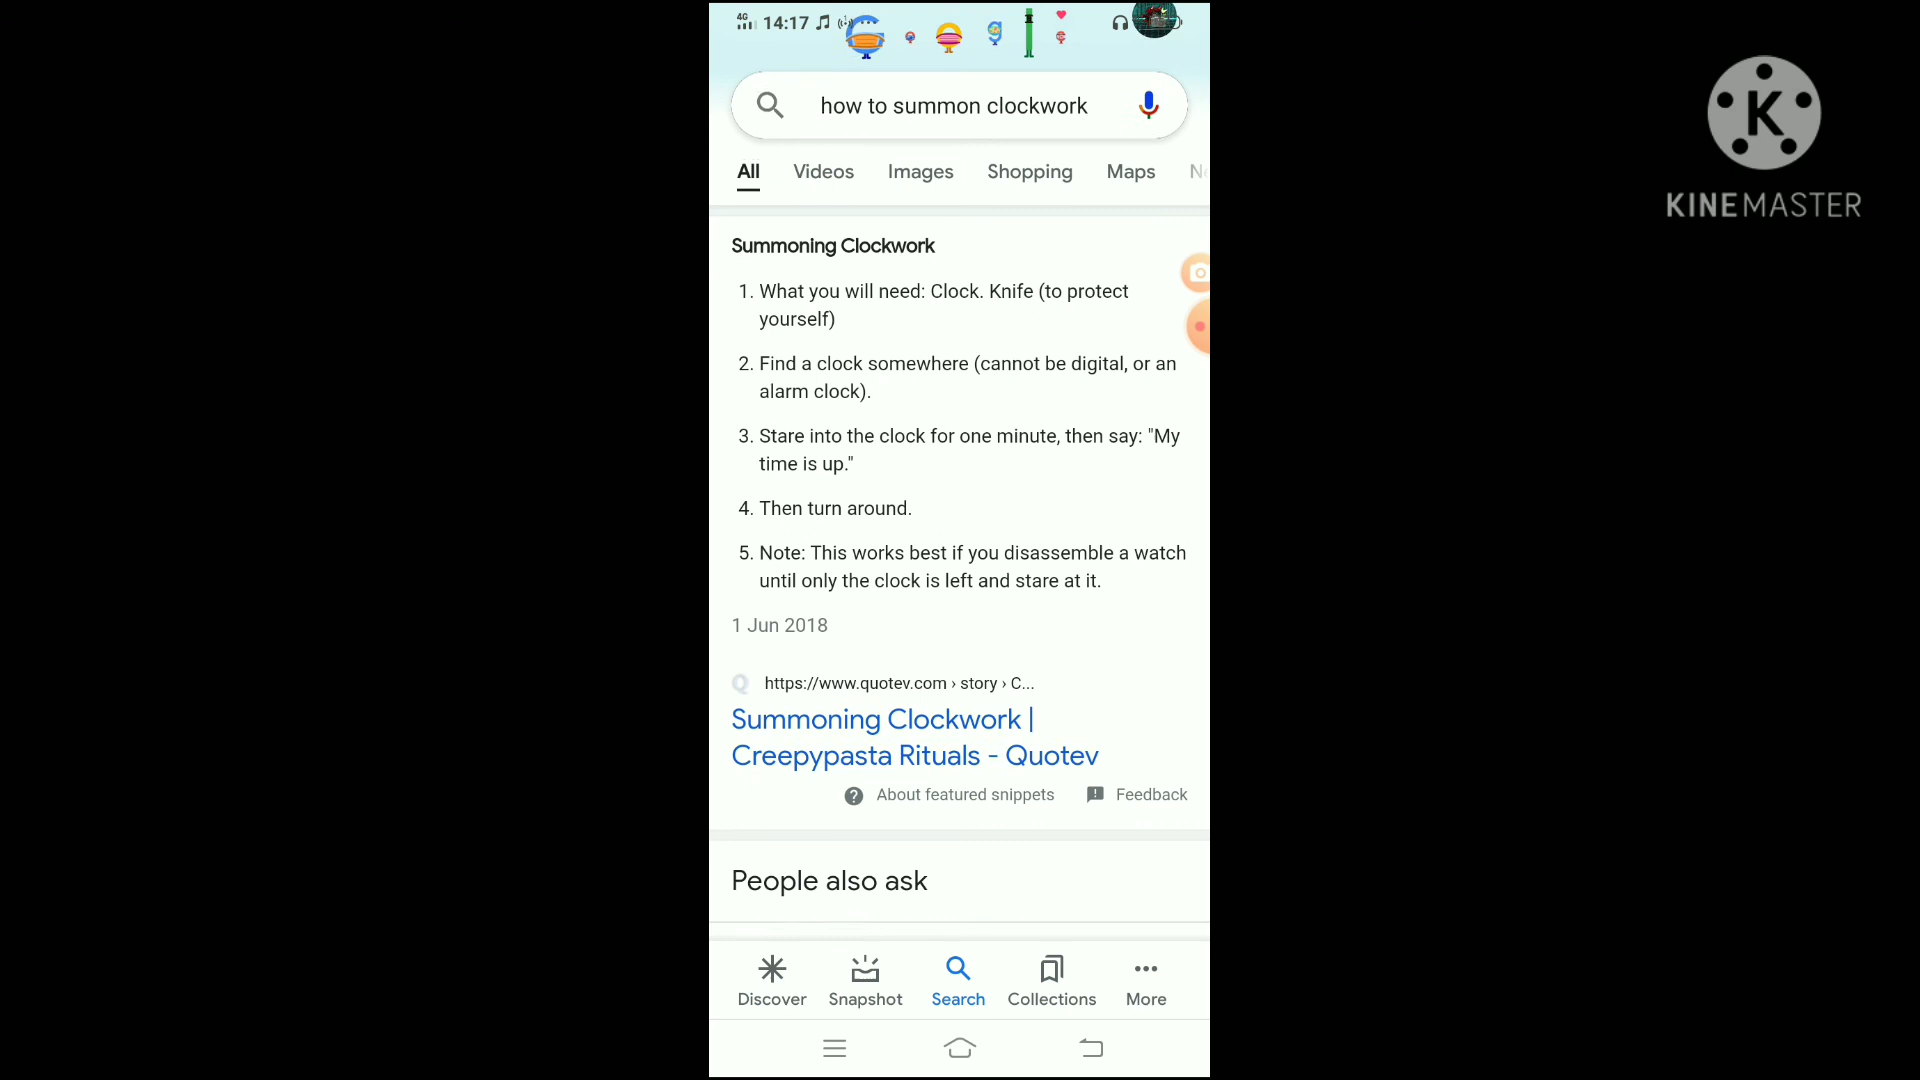 4G 14:17
how to summon clockwork
All Videos Images Shopping Maps
Summoning Clockwork
1. What you will need: Clock. Knife (to protect
yourself)
2. Find a clock somewhere (cannot be digital, or an
alarm clock).
3. Stare into the clock for one minute, then say: "My
time is up."
4. Then turn around.
5. Note: This works best if you disassemble a watch
until only the clock is left and stare at it.
1 Jun 2018
https://www.quotev.com › story › C...
Summoning Clockwork |
Creepypasta Rituals - Quotev
About featured snippets Feedback
People also ask
Discover Snapshot Search Collections More
K
KINEMASTER